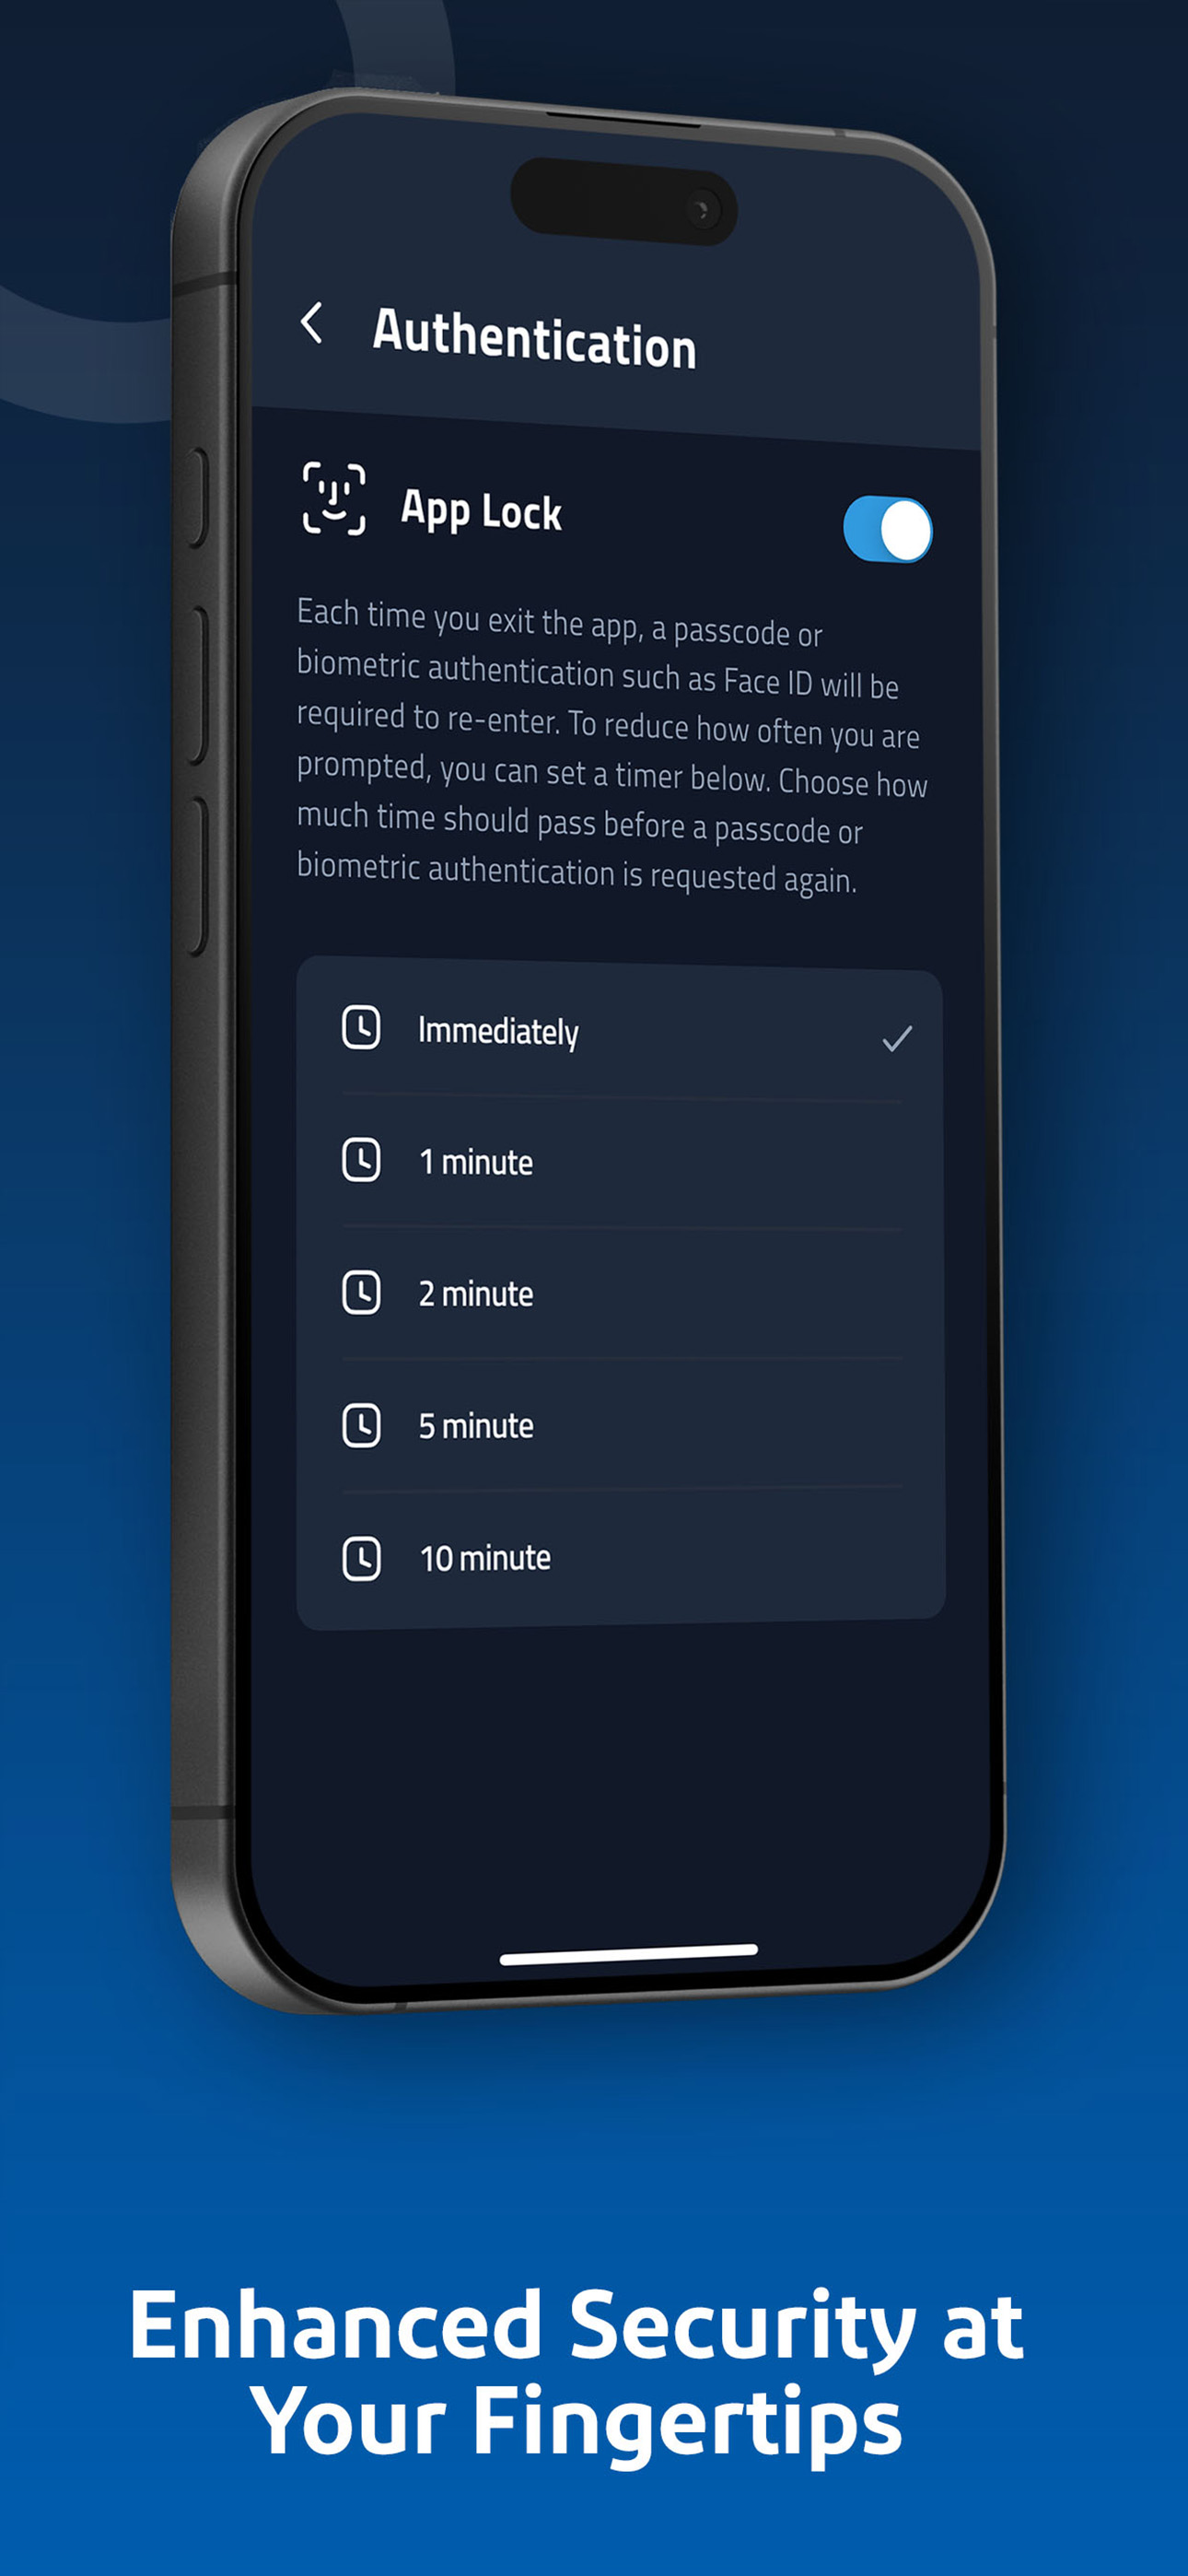 Authentication
App Lock
Each time you exit the app, a passcode or
biometric authentication such as Face ID will be
required to re-enter. To reduce how often you are
prompted, you can set a timer below. Choose how
much time should pass before a passcode or
biometric authentication is requested again.
Immediately
1 minute
2 minute
5 minute
10 minute
Enhanced Security at
Your Fingertips